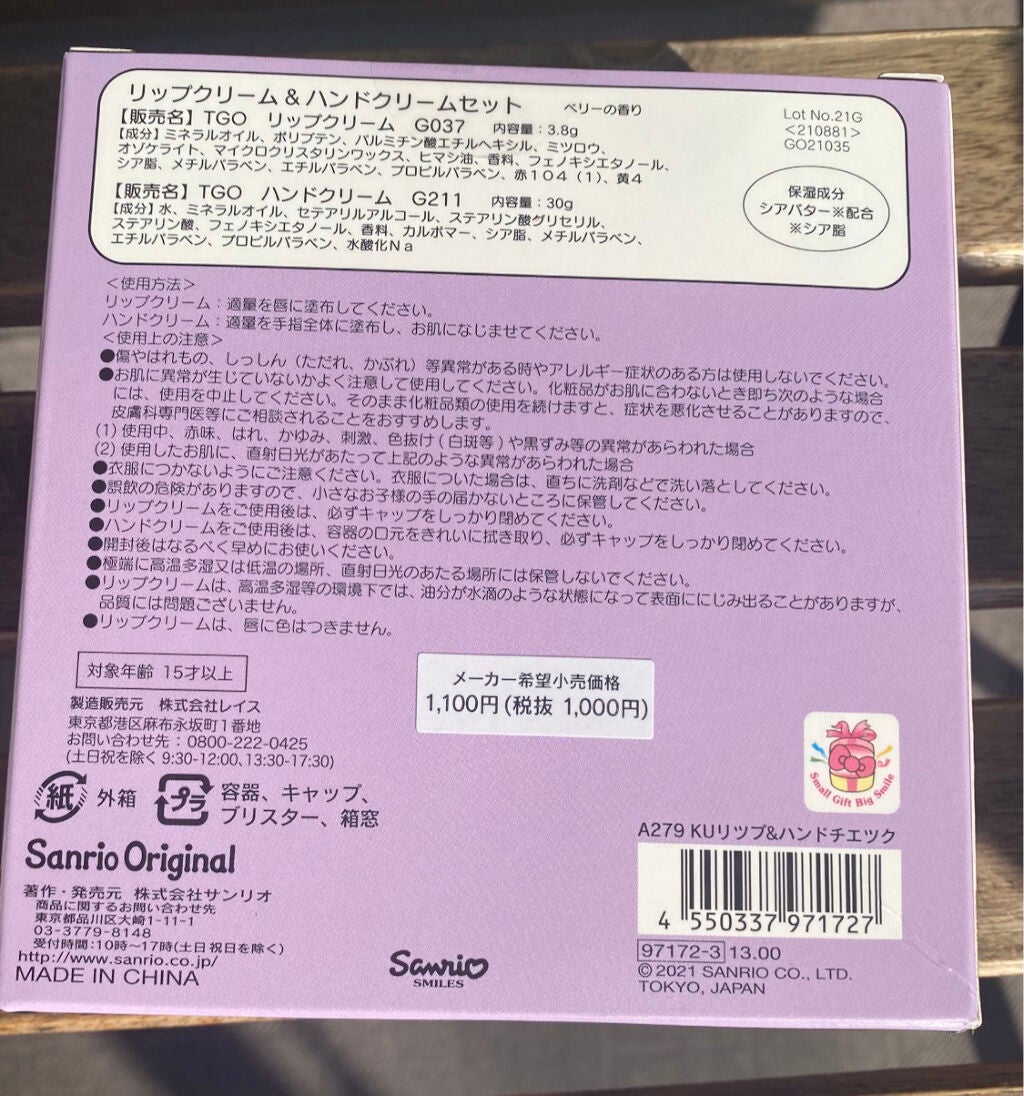 リップクリーム&ハンドクリームセット ベリーの香り
【販売名】TGO リップクリーム G037 内容量:3.8g
【成分】ミネラルオイル、ポリブテン、パルミチン酸エチルヘキシル、ミツロウ、
オゾケライト、マイクロクリスタリンワックス、ヒマシ油、香料、フェノキシエタノール、
シア脂、メチルパラベン、エチルパラベン、プロピルパラベン、赤104(1)、黄4
【販売名】TGO ハンドクリーム G211 内容量:30g
【成分】水、ミネラルオイル、セテアリルアルコール、ステアリン酸グリセリル、
ステアリン酸、フェノキシエタノール、香料、カルボマー、シア脂、メチルパラベン、
エチルパラベン、プロピルパラベン、水酸化Na
Lot No.21G
<210881>
GO21035
保湿成分
シアバター※配合
※シア脂
<使用方法>
リップクリーム:適量を唇に塗布してください。
ハンドクリーム:適量を手指全体に塗布し、お肌になじませてください。
<使用上の注意>
●傷やはれもの、しっしん(ただれ、かぶれ)等異常がある時やアレルギー症状のある方は使用しないでください。
●お肌に異常が生じていないかよく注意して使用してください。化粧品がお肌に合わないとき即ち次のような場合
には、使用を中止してください。そのまま化粧品類の使用を続けますと、症状を悪化させることがありますので、
皮膚科専門医等にご相談されることをおすすめします。
(1)使用中、赤味、はれ、かゆみ、刺激、色抜け(白斑等)や黒ずみ等の異常があらわれた場合
(2)使用したお肌に、直射日光があたって上記のような異常があらわれた場合
●衣服につかないようにご注意ください。衣服についた場合は、直ちに洗剤などで洗い落としてください。
●誤飲の危険がありますので、小さなお子様の手の届かないところに保管してください。
●リップクリームをご使用後は、必ずキャップをしっかり閉めてください。
●ハンドクリームをご使用後は、容器の口元をきれいに拭き取り、必ずキャップをしっかり閉めてください。
●開封後はなるべく早めにお使いください。
●極端に高温多湿又は低温の場所、直射日光のあたる場所には保管しないでください。
●リップクリームは、高温多湿等の環境下では、油分が水滴のような状態になって表面ににじみ出ることがありますが、
品質には問題ございません。
●リップクリームは、唇に色はつきません。
対象年齢 15才以上
メーカー希望小売価格
1,100円(税抜 1,000円)
製造販売元 株式会社レイス
東京都港区麻布永坂町1番地
お問い合わせ先:0800-222-0425
(土日祝を除く9:30-12:00、13:30-17:30)
紙 外箱 プラ 容器、キャップ、
ブリスター、箱窓
Small Gift Big Smile
Sanrio Original
著作・発売元 株式会社サンリオ
商品に関するお問い合わせ先
東京都品川区大崎1-11-1
03-3779-8148
受付時間:10時〜17時(土日祝日を除く)
http://www.sanrio.co.jp/
MADE IN CHINA
Sanrio
SMILES
A279 KUリツプ&ハンドチエツク
4 550337 971727
97172-3 13.00
©2021 SANRIO CO., LTD.
TOKYO, JAPAN